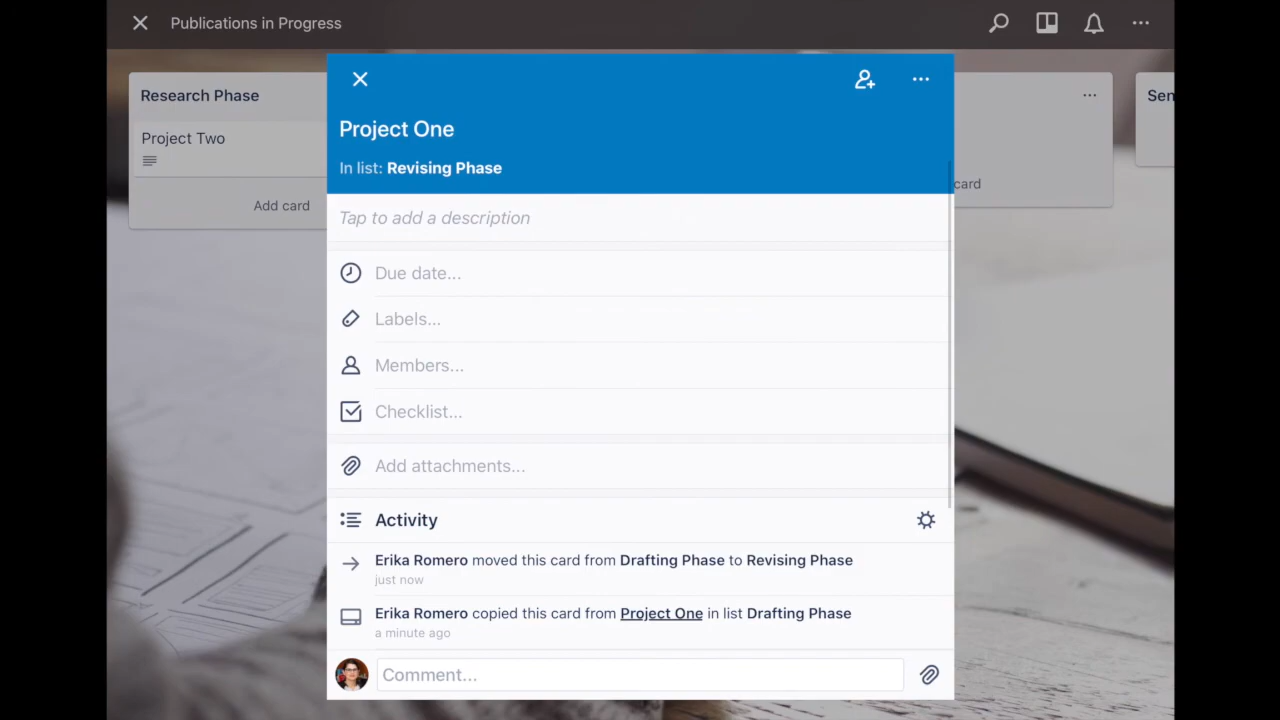 Publications in Progress
Research Phase
Project Two
Add card
Project One
In list: Revising Phase
Tap to add a description
Due date...
Labels...
Members...
Checklist...
Add attachments...
Activity
Erika Romero moved this card from Drafting Phase to Revising Phase
just now
Erika Romero copied this card from Project One in list Drafting Phase
a minute ago
Comment...
card
Sen